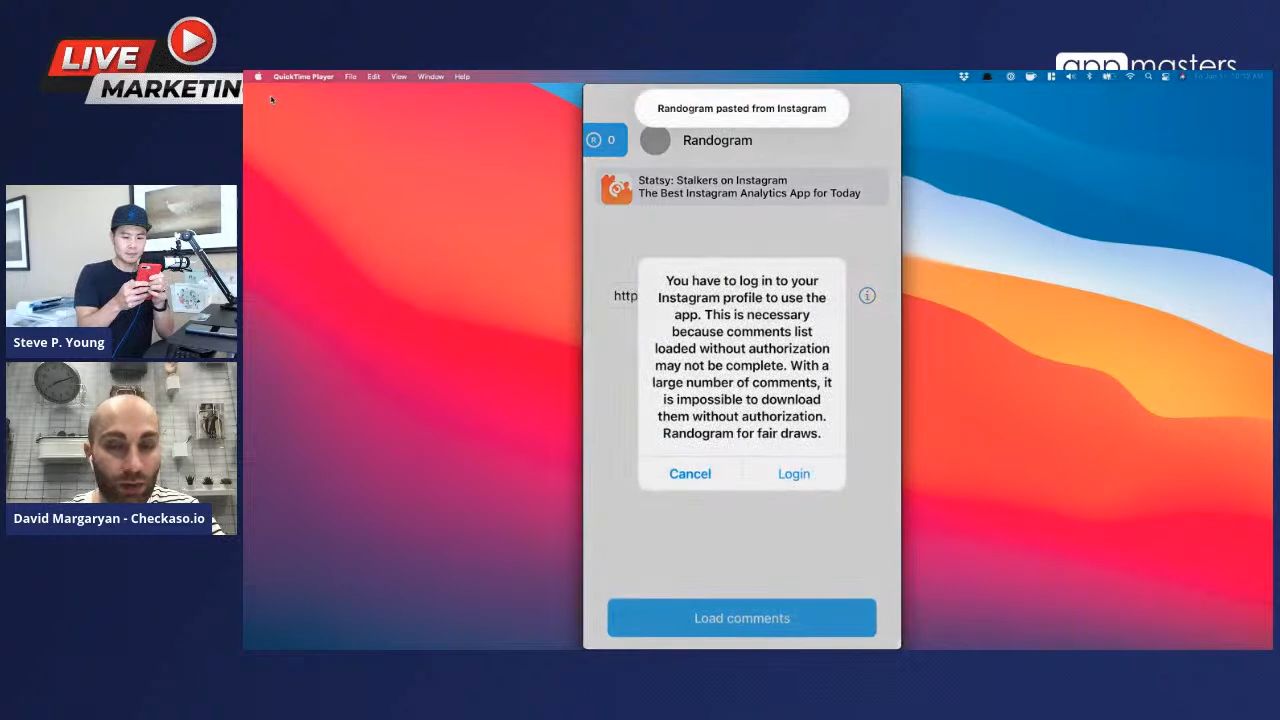 LIVE
MARKETIN
app masters
QuickTime Player File Edit View Window Help
Randogram pasted from Instagram
R 0 Randogram
Statsy: Stalkers on Instagram
The Best Instagram Analytics App for Today
http
You have to log in to your
Instagram profile to use the
app. This is necessary
because comments list
loaded without authorization
may not be complete. With a
large number of comments, it
is impossible to download
them without authorization.
Randogram for fair draws.
Cancel Login
Load comments
Steve P. Young
David Margaryan - Checkaso.io